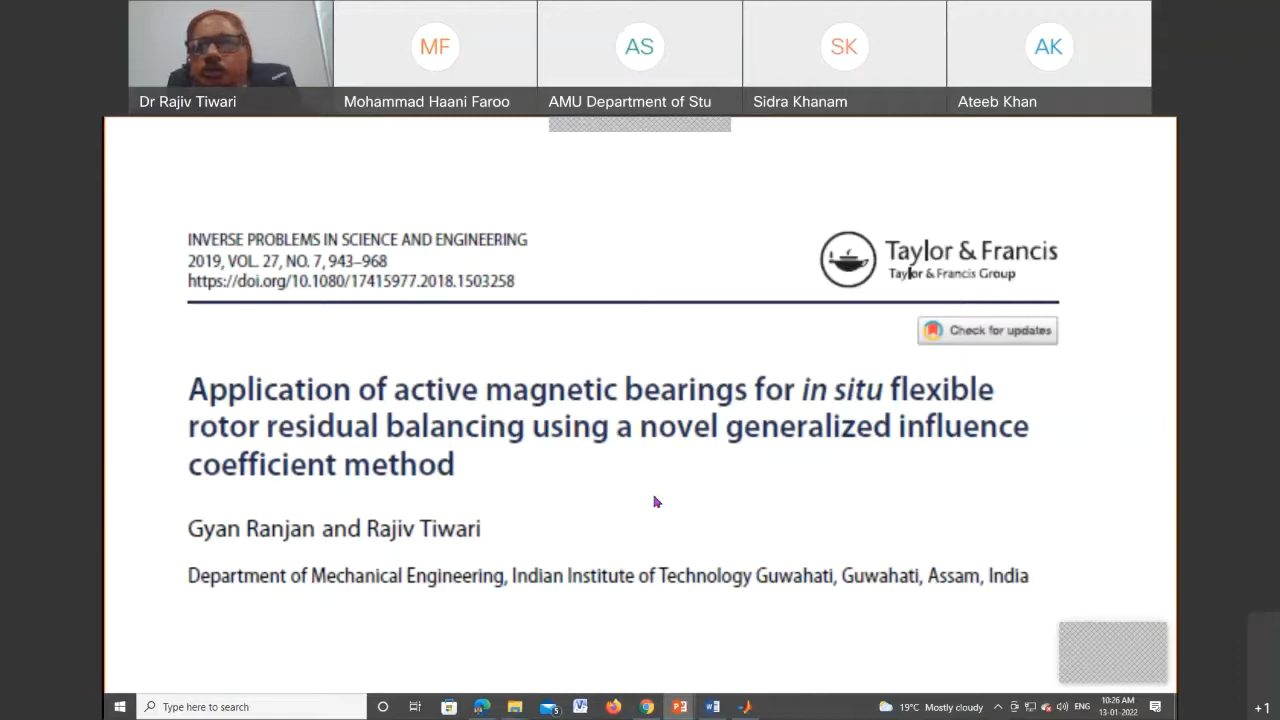 MF
AS
SK
AK
Dr Rajiv Tiwari
Mohammad Haani Faroo
AMU Department of Stu
Sidra Khanam
Ateeb Khan
INVERSE PROBLEMS IN SCIENCE AND ENGINEERING
2019, VOL. 27, NO. 7, 943–968
https://doi.org/10.1080/17415977.2018.1503258
Taylor & Francis
Taylor & Francis Group
Check for updates
Application of active magnetic bearings for in situ flexible
rotor residual balancing using a novel generalized influence
coefficient method
Gyan Ranjan and Rajiv Tiwari
Department of Mechanical Engineering, Indian Institute of Technology Guwahati, Guwahati, Assam, India
Type here to search
5
19°C Mostly cloudy
ENG
10:26 AM
13-01-2022
+1